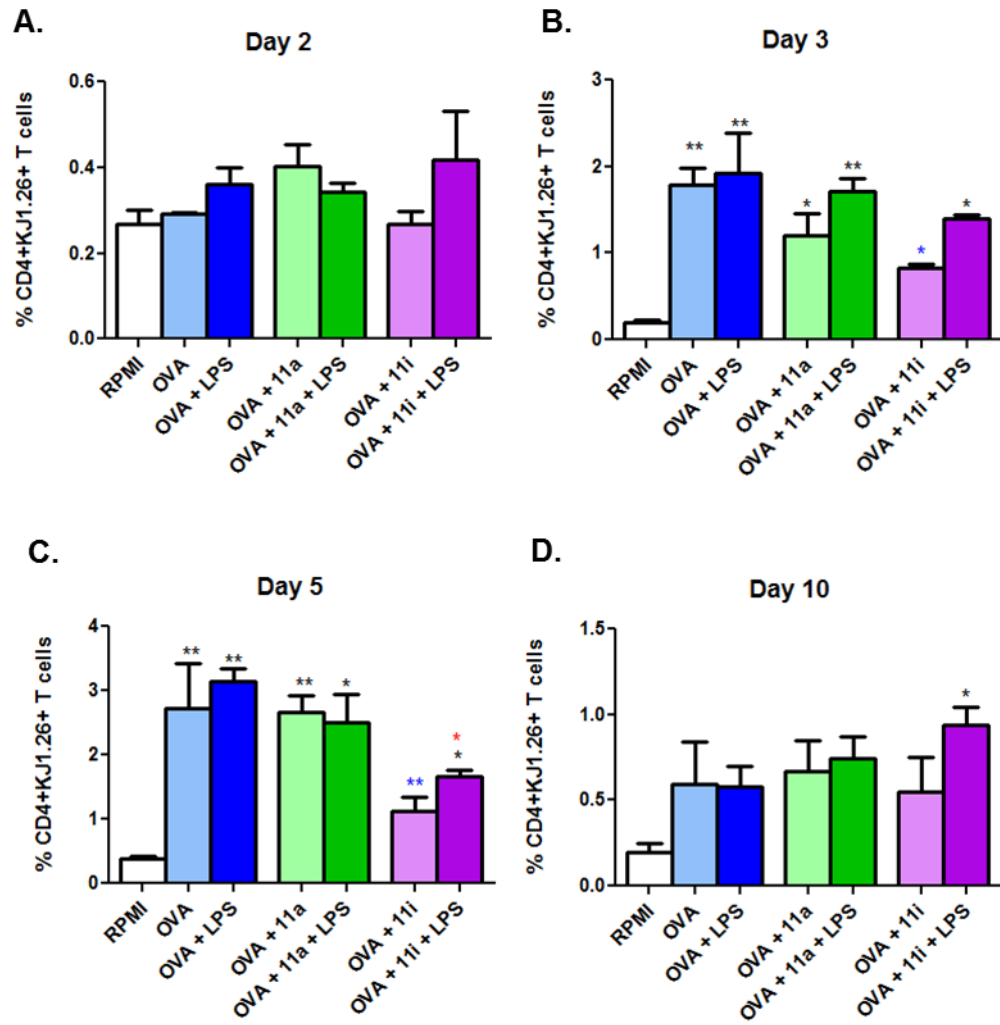 A.
Day 2
% CD4+KJ1.26+ T cells
0.6
0.4
0.2
0.0
RPMI
OVA
OVA + LPS
OVA + 11a
OVA + 11a + LPS
OVA + 11i
OVA + 11i + LPS
B.
Day 3
% CD4+KJ1.26+ T cells
3
2
1
0
**
**
*
**
*
*
RPMI
OVA
OVA + LPS
OVA + 11a
OVA + 11a + LPS
OVA + 11i
OVA + 11i + LPS
C.
Day 5
% CD4+KJ1.26+ T cells
4
3
2
1
0
**
**
**
*
**
*
*
RPMI
OVA
OVA + LPS
OVA + 11a
OVA + 11a + LPS
OVA + 11i
OVA + 11i + LPS
D.
Day 10
% CD4+KJ1.26+ T cells
1.5
1.0
0.5
0.0
*
RPMI
OVA
OVA + LPS
OVA + 11a
OVA + 11a + LPS
OVA + 11i
OVA + 11i + LPS